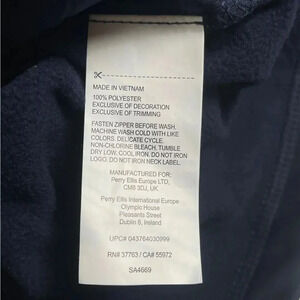 MADE IN VIETNAM
100% POLYESTER
EXCLUSIVE OF DECORATION
EXCLUSIVE OF TRIMMING
FASTEN ZIPPER BEFORE WASH.
MACHINE WASH COLD WITH LIKE
COLORS. DELICATE CYCLE.
NON-CHLORINE BLEACH, TUMBLE
DRY LOW, COOL IRON. DO NOT IRON
LOGO. DO NOT IRON NECK LABEL.
MANUFACTURED FOR:
Perry Ellis Europe LTD,
CM8 3DJ, UK
Perry Ellis International Europe
Olympic House
Pleasants Street
Dublin 8, Ireland
UPC# 043764030999
RN# 37763 / CA# 55972
SA4669